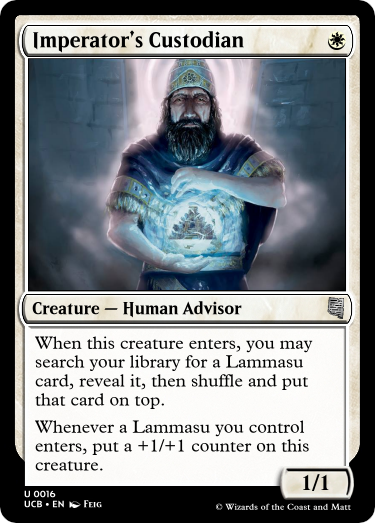 Imperator's Custodian
Creature — Human Advisor
When this creature enters, you may
search your library for a Lammasu
card, reveal it, then shuffle and put
that card on top.
Whenever a Lammasu you control
enters, put a +1/+1 counter on this
creature.
1/1
U 0016
UCB • EN Feig
© Wizards of the Coast and Matt